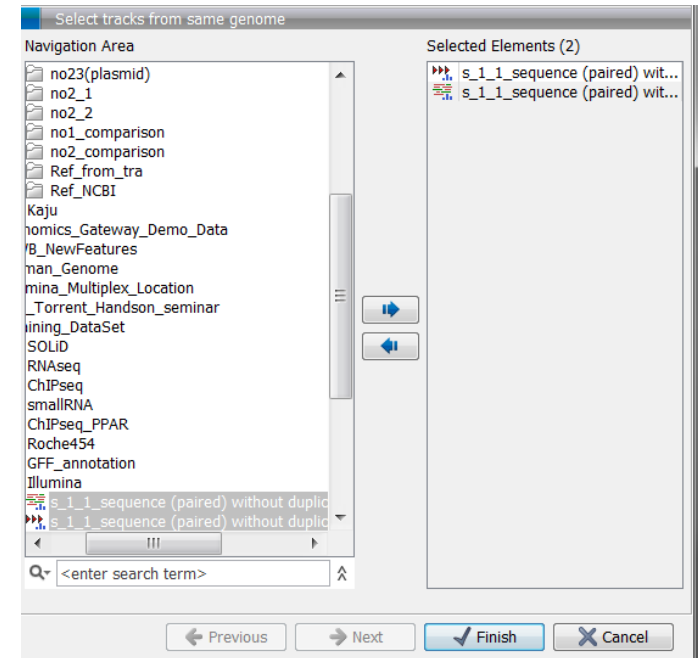 Select tracks from same genome
Navigation Area
no23(plasmid)
no2_1
no2_2
no1_comparison
no2_comparison
Ref_from_tra
Ref_NCBI
Kaju
nomics_Gateway_Demo_Data
/B_NewFeatures
man_Genome
mina_Multiplex_Location
_Torrent_Handson_seminar
ining_DataSet
SOLiD
RNAseq
ChIPseq
smallRNA
ChIPseq_PPAR
Roche454
GFF_annotation
Illumina
s_1_1_sequence (paired) without duplic
s_1_1_sequence (paired) without duplic
<enter search term>
Selected Elements (2)
s_1_1_sequence (paired) wit...
s_1_1_sequence (paired) wit...
Previous
Next
Finish
Cancel